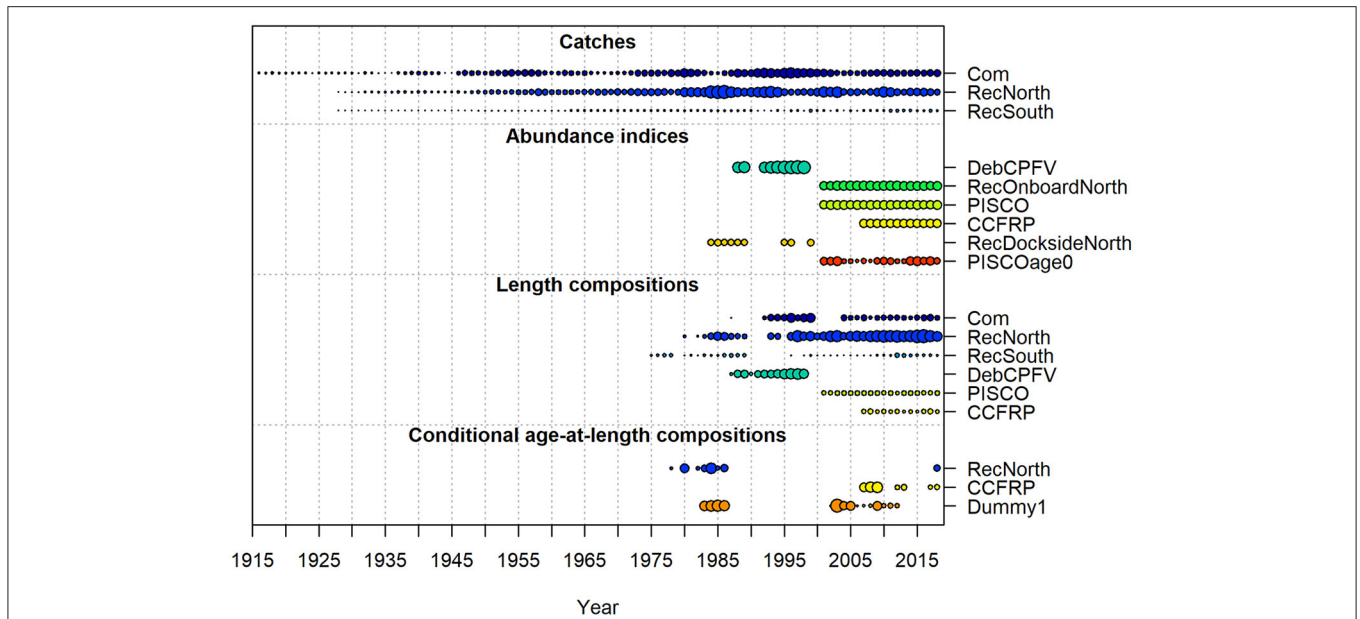 Catches
Com
RecNorth
RecSouth
Abundance indices
DebCPFV
RecOnboardNorth
PISCO
CCFRP
RecDocksideNorth
PISCOage0
Length compositions
Com
RecNorth
RecSouth
DebCPFV
PISCO
CCFRP
Conditional age-at-length compositions
RecNorth
CCFRP
Dummy1
1915 1925 1935 1945 1955 1965 1975 1985 1995 2005 2015
Year